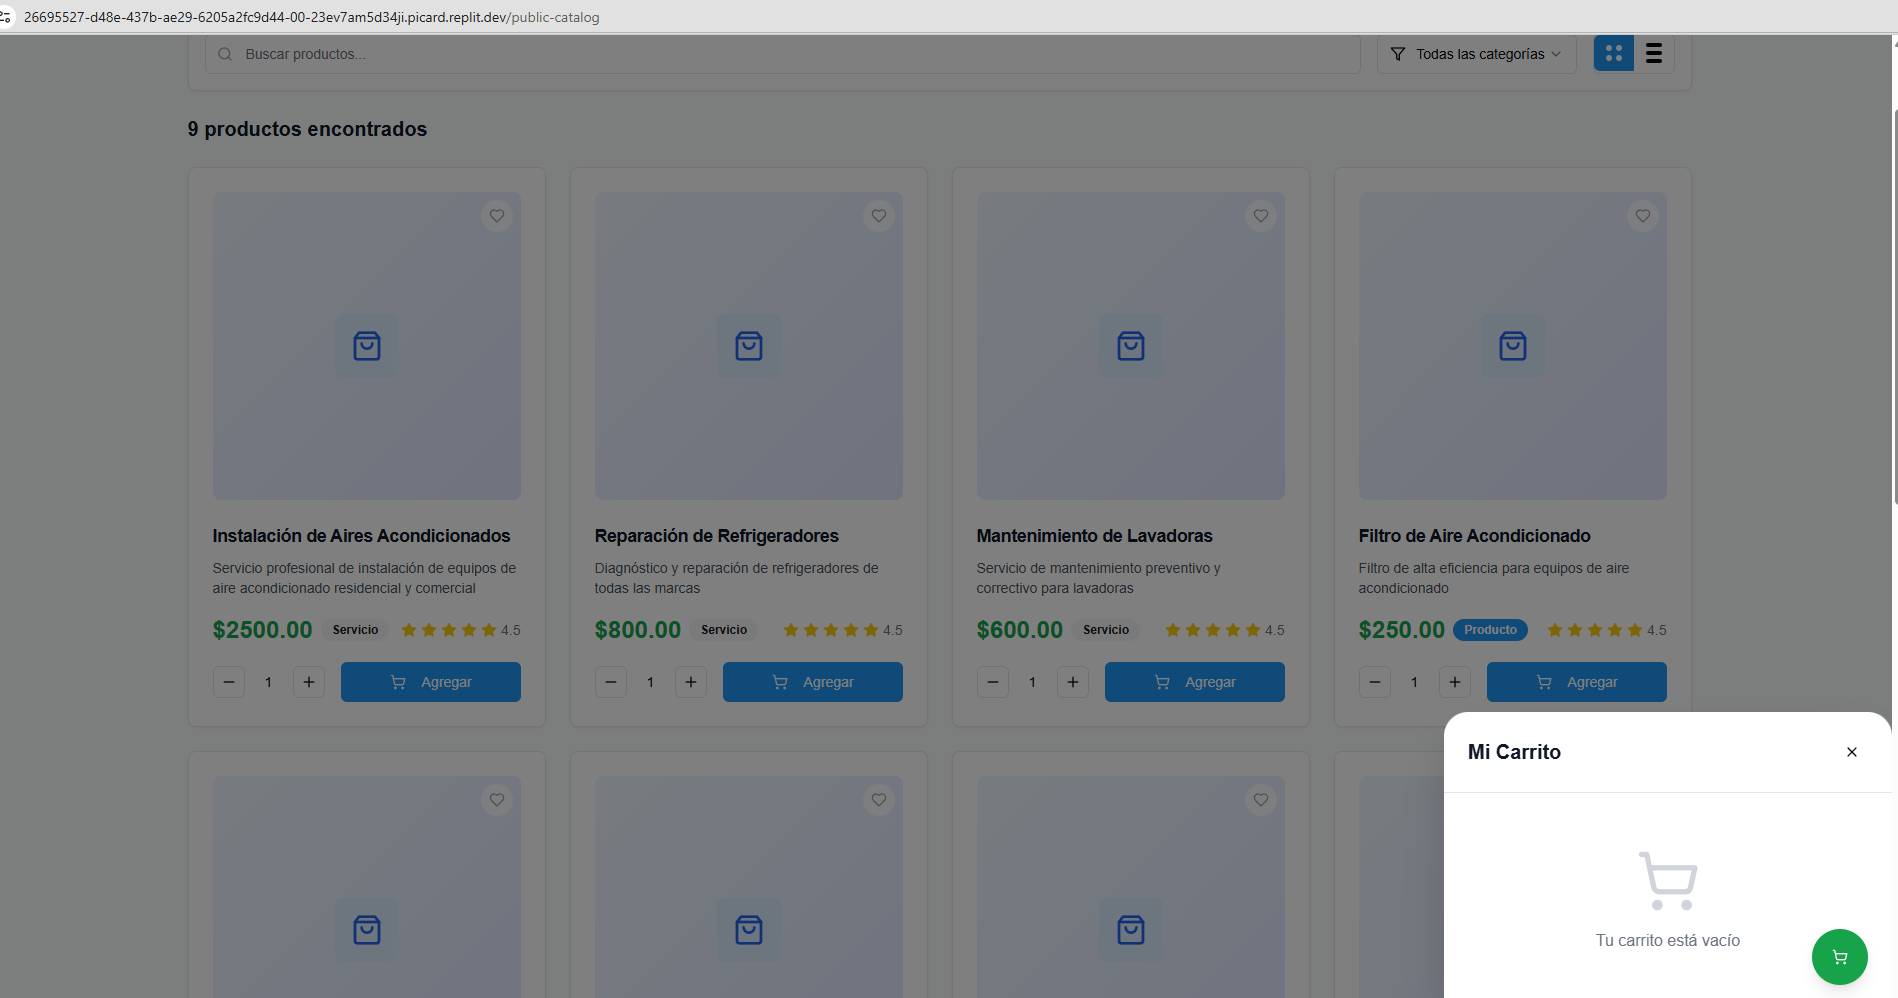 26695527-d48e-437b-ae29-6205a2fc9d44-00-23ev7am5d34ji.picard.replit.dev/public-catalog
Buscar productos...
Todas las categorías
9 productos encontrados
Instalación de Aires Acondicionados
Servicio profesional de instalación de equipos de
aire acondicionado residencial y comercial
$2500.00 Servicio 4.5
1 Agregar
Reparación de Refrigeradores
Diagnóstico y reparación de refrigeradores de
todas las marcas
$800.00 Servicio 4.5
1 Agregar
Mantenimiento de Lavadoras
Servicio de mantenimiento preventivo y
correctivo para lavadoras
$600.00 Servicio 4.5
1 Agregar
Filtro de Aire Acondicionado
Filtro de alta eficiencia para equipos de aire
acondicionado
$250.00 Producto 4.5
1 Agregar
Mi Carrito
Tu carrito está vacío